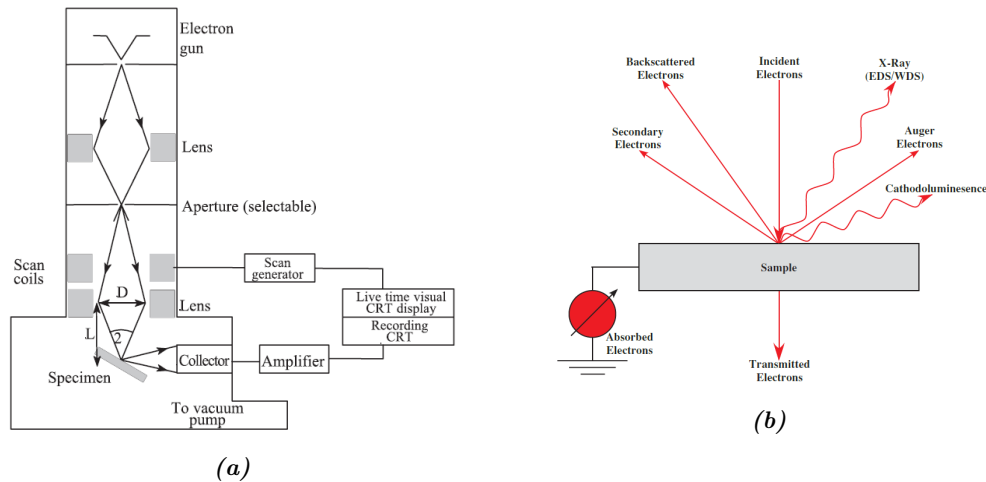 Electron
gun
Lens
Aperture (selectable)
Scan
coils
Scan
generator
D
Lens
Live time visual
CRT display
Recording
CRT
L
2
Collector
Amplifier
Specimen
To vacuum
pump
(a)
Backscattered
Electrons
Incident
Electrons
X-Ray
(EDS/WDS)
Secondary
Electrons
Auger
Electrons
Cathodoluminesence
Sample
Absorbed
Electrons
Transmitted
Electrons
(b)